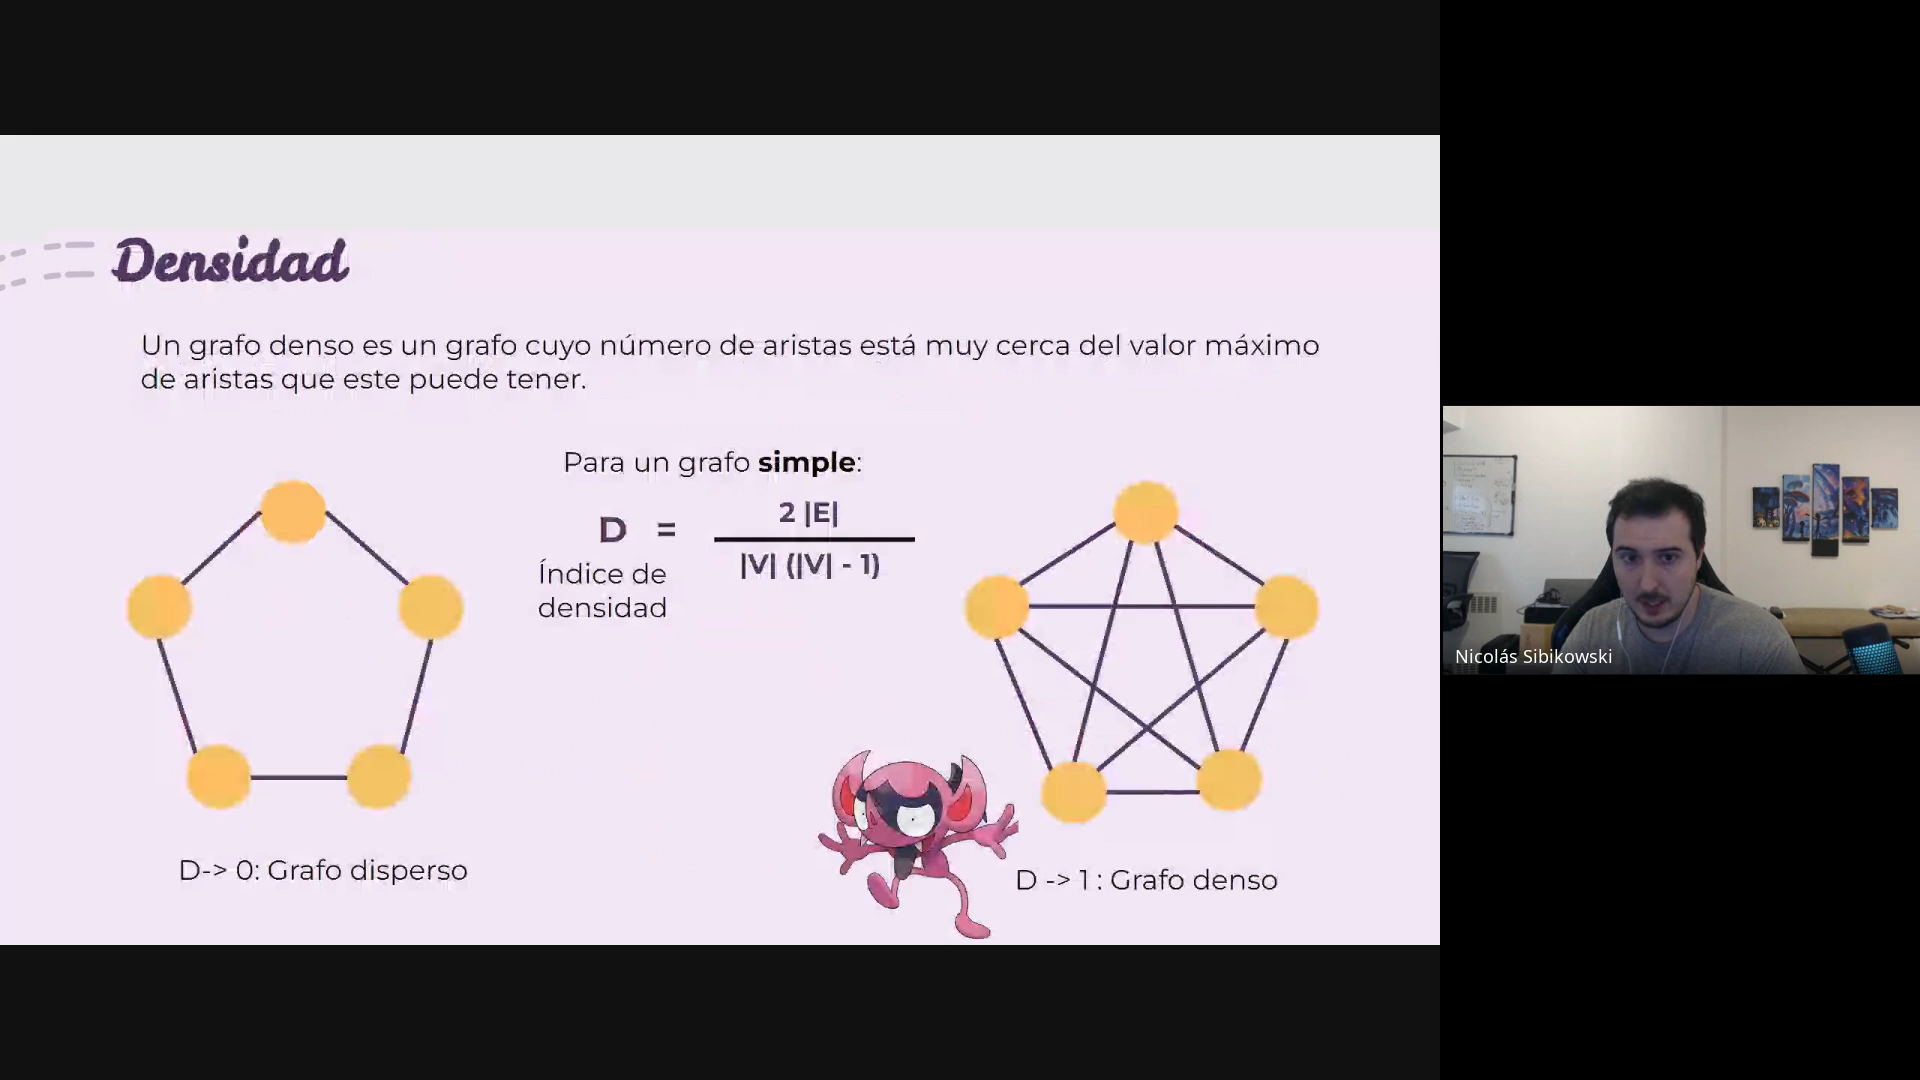 Densidad
Un grafo denso es un grafo cuyo número de aristas está muy cerca del valor máximo
de aristas que este puede tener.
Para un grafo simple:
D = 2 |E|
|V| (|V| - 1)
Índice de
densidad
D-> 0: Grafo disperso
D -> 1 : Grafo denso
Nicolás Sibikowski